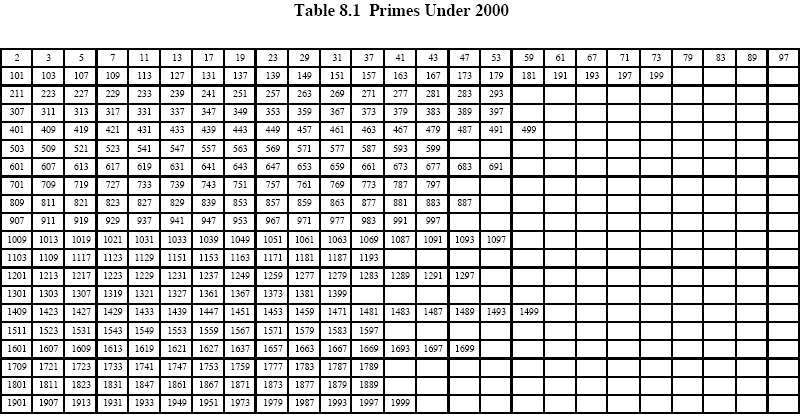 Table 8.1 Primes Under 2000
2 3 5 7 11 13 17 19 23 29 31 37 41 43 47 53 59 61 67 71 73 79 83 89 97
101 103 107 109 113 127 131 137 139 149 151 157 163 167 173 179 181 191 193 197 199
211 223 227 229 233 239 241 251 257 263 269 271 277 281 283 293
307 311 313 317 331 337 347 349 353 359 367 373 379 383 389 397
401 409 419 421 431 433 439 443 449 457 461 463 467 479 487 491 499
503 509 521 523 541 547 557 563 569 571 577 587 593 599
601 607 613 617 619 631 641 643 647 653 659 661 673 677 683 691
701 709 719 727 733 739 743 751 757 761 769 773 787 797
809 811 821 823 827 829 839 853 857 859 863 877 881 883 887
907 911 919 929 937 941 947 953 967 971 977 983 991 997
1009 1013 1019 1021 1031 1033 1039 1049 1051 1061 1063 1069 1087 1091 1093 1097
1103 1109 1117 1123 1129 1151 1153 1163 1171 1181 1187 1193
1201 1213 1217 1223 1229 1231 1237 1249 1259 1277 1279 1283 1289 1291 1297
1301 1303 1307 1319 1321 1327 1361 1367 1373 1381 1399
1409 1423 1427 1429 1433 1439 1447 1451 1453 1459 1471 1481 1483 1487 1489 1493 1499
1511 1523 1531 1543 1549 1553 1559 1567 1571 1579 1583 1597
1601 1607 1609 1613 1619 1621 1627 1637 1657 1663 1667 1669 1693 1697 1699
1709 1721 1723 1733 1741 1747 1753 1759 1777 1783 1787 1789
1801 1811 1823 1831 1847 1861 1867 1871 1873 1877 1879 1889
1901 1907 1913 1931 1933 1949 1951 1973 1979 1987 1993 1997 1999